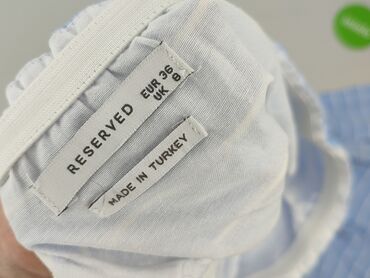 RESERVED
EUR 36
UK 8
MADE IN TURKEY